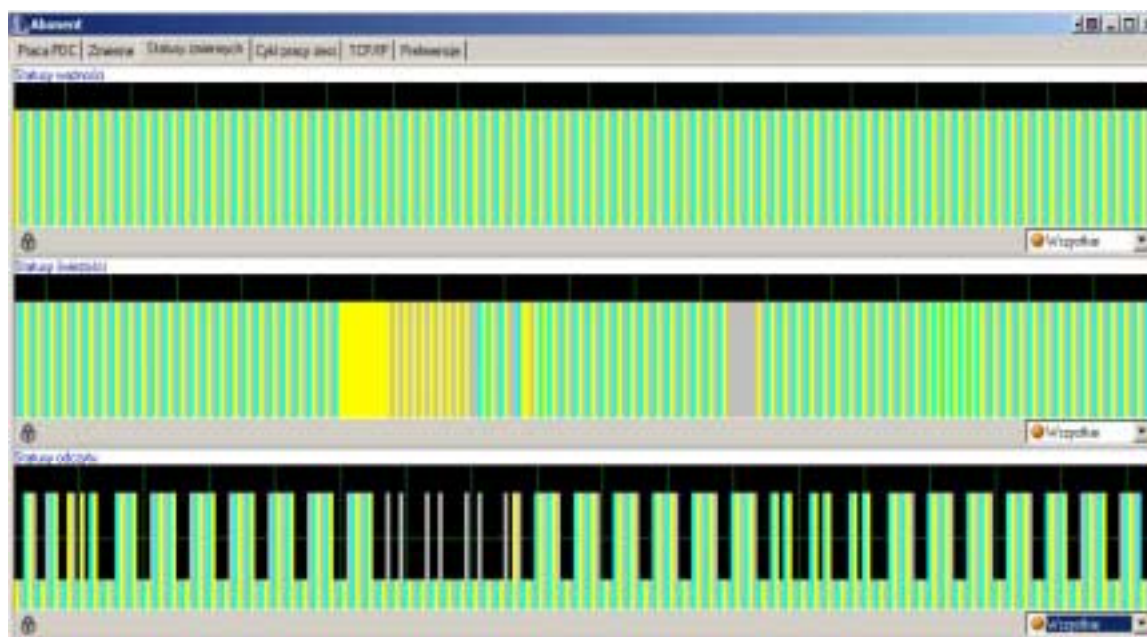 Abonent
Praca PDC Zmienne Statusy zmiennych Cykl pracy sieci TCP/IP Preferencje
Statusy ważności
Wszystkie
Statusy świeżości
Wszystkie
Statusy odczytu
Wszystkie